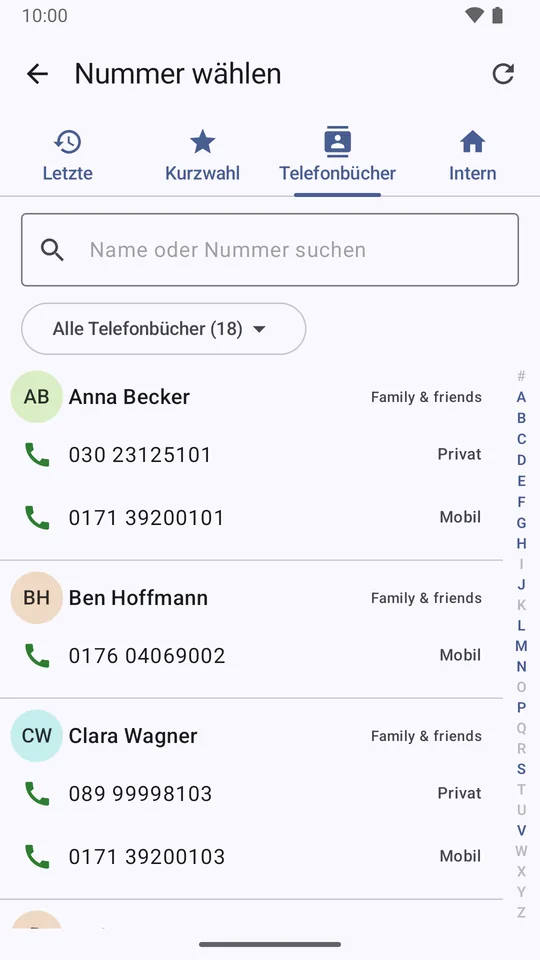 10:00
Nummer wählen
Letzte
Kurzwahl
Telefonbücher
Intern
Name oder Nummer suchen
Alle Telefonbücher (18)
AB Anna Becker Family & friends
030 23125101 Privat
0171 39200101 Mobil
BH Ben Hoffmann Family & friends
0176 04069002 Mobil
CW Clara Wagner Family & friends
089 99998103 Privat
0171 39200103 Mobil
#
A
B
C
D
E
F
G
H
I
J
K
L
M
N
O
P
Q
R
S
T
U
V
W
X
Y
Z